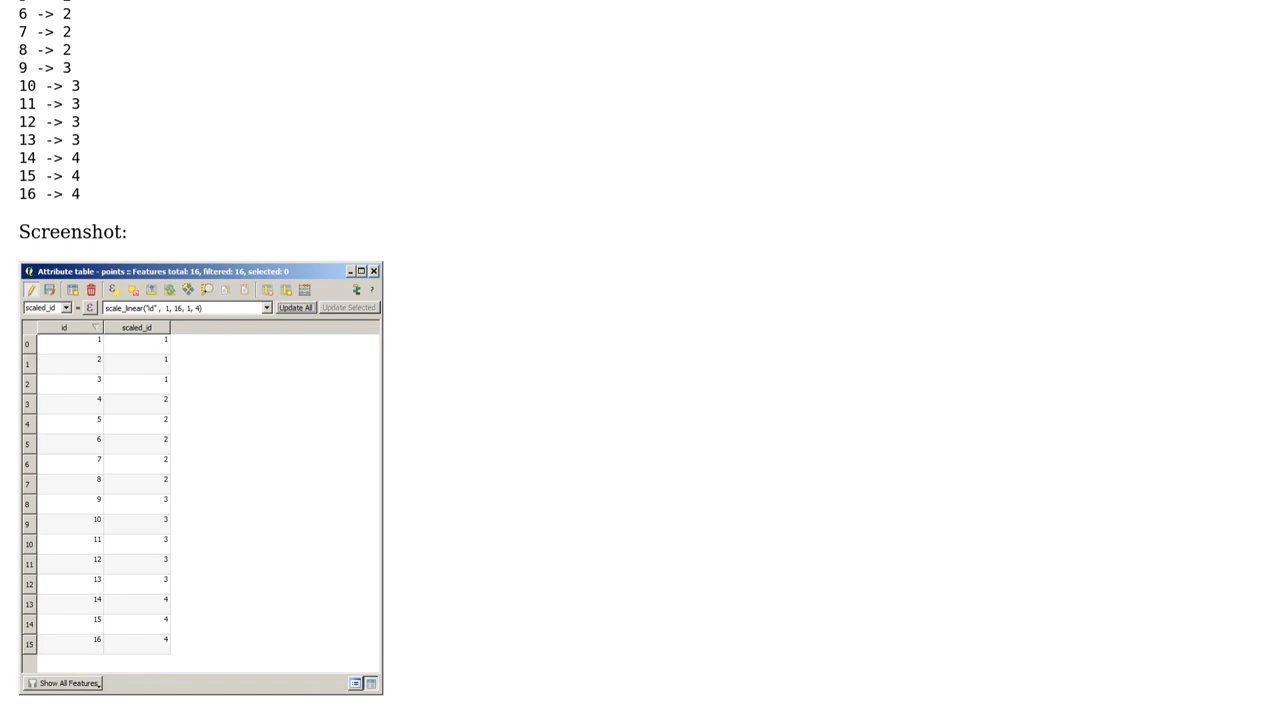 6 -> 2
7 -> 2
8 -> 2
9 -> 3
10 -> 3
11 -> 3
12 -> 3
13 -> 3
14 -> 4
15 -> 4
16 -> 4
Screenshot:
Attribute table - points :: Features total: 16, filtered: 16, selected: 0
scaled_id = ε scale_linear("id" , 1, 16, 1, 4) Update All Update Selected
id scaled_id
0 1 1
1 2 1
2 3 1
3 4 2
4 5 2
5 6 2
6 7 2
7 8 2
8 9 3
9 10 3
10 11 3
11 12 3
12 13 3
13 14 4
14 15 4
15 16 4
Show All Features